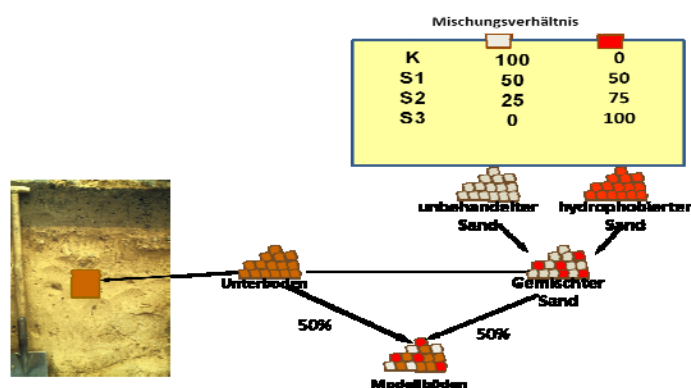 Mischungsverhältnis
K 100 0
S1 50 50
S2 25 75
S3 0 100
unbehandelter Sand
hydrophobierter Sand
Unterboden
Gemischter Sand
50%
50%
Modellböden